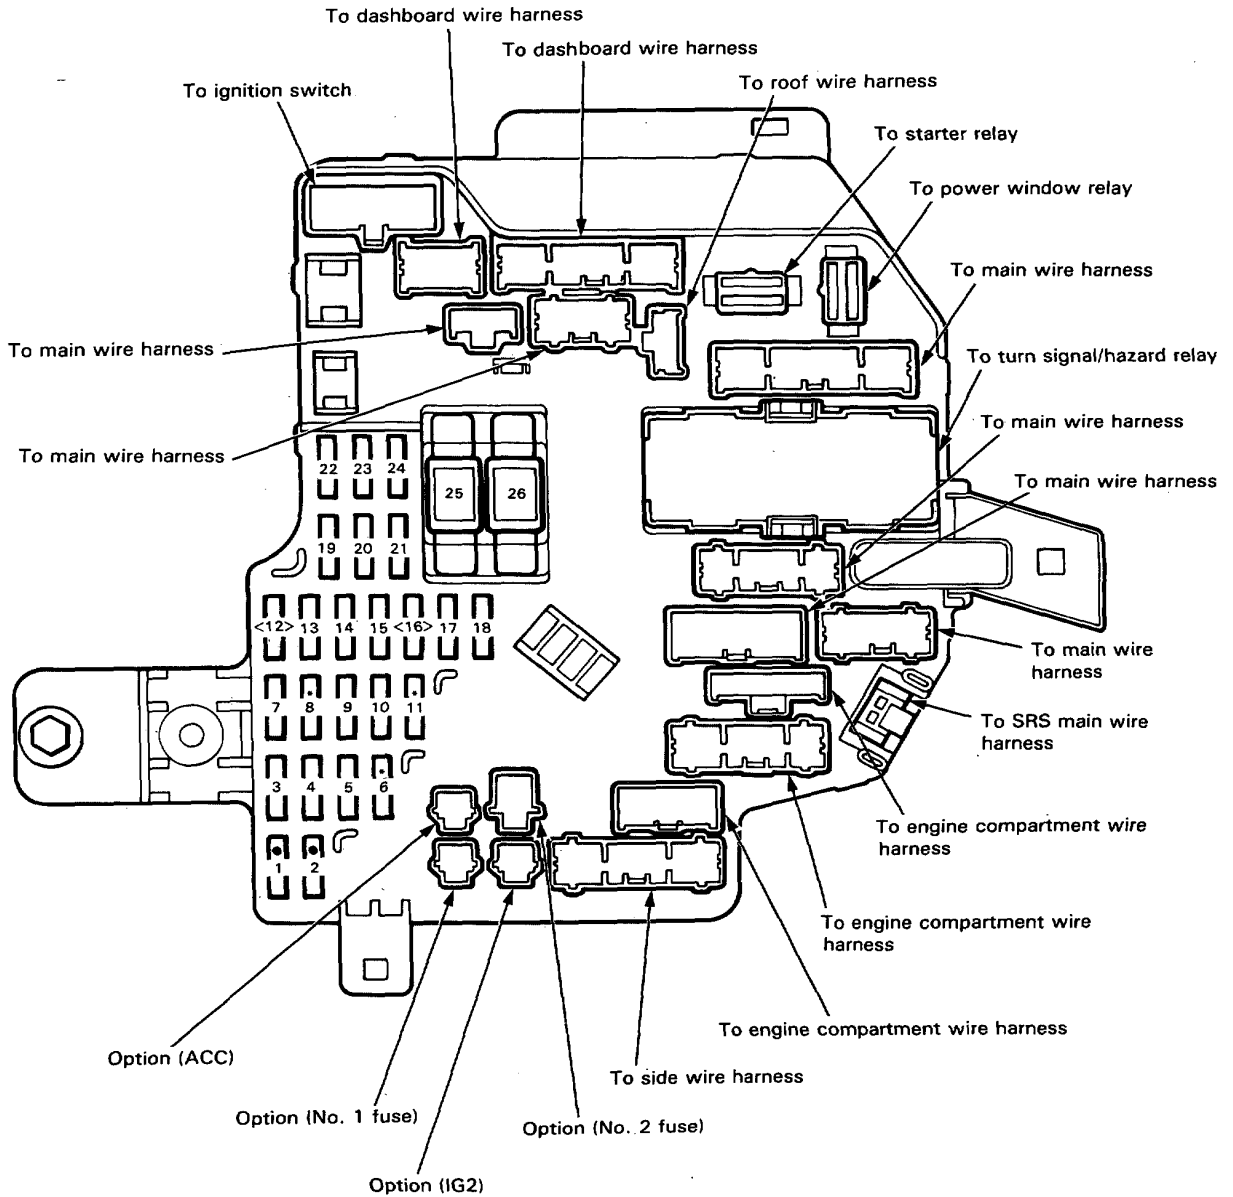 To dashboard wire harness
To dashboard wire harness
To roof wire harness
To ignition switch
To starter relay
To power window relay
To main wire harness
To main wire harness
To turn signal/hazard relay
To main wire harness
To main wire harness
To main wire harness
22 23 24
25 26
19 20 21
<12> 13 14 15 <16> 17 18
To main wire
harness
7 8 9 10 11
To SRS main wire
harness
3 4 5 6
To engine compartment wire
harness
1 2
To engine compartment wire
harness
To engine compartment wire harness
Option (ACC)
To side wire harness
Option (No. 1 fuse)
Option (No. 2 fuse)
Option (IG2)